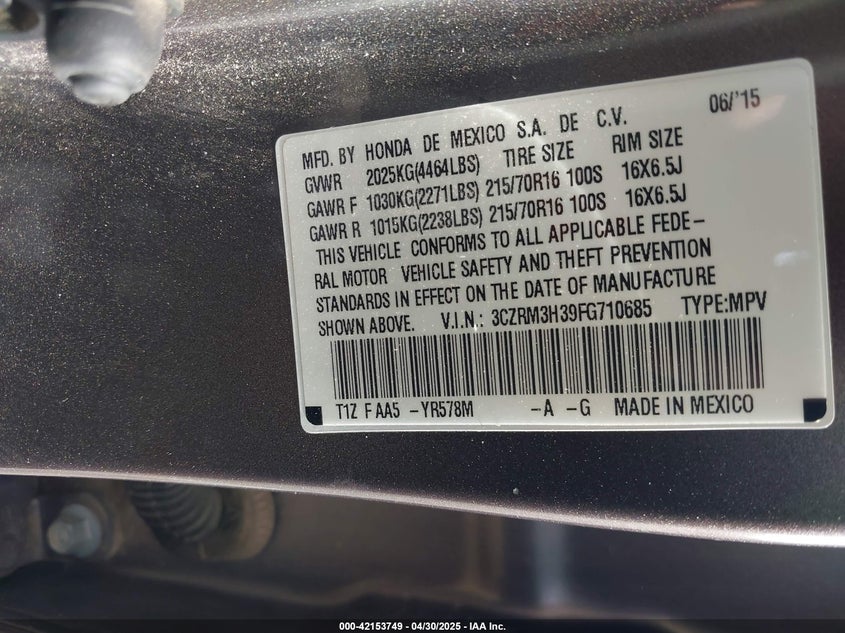 06/'15
MFD. BY HONDA DE MEXICO S.A. DE C.V.
GVWR 2025KG(4464LBS) TIRE SIZE RIM SIZE
GAWR F 1030KG(2271LBS) 215/70R16 100S 16X6.5J
GAWR R 1015KG(2238LBS) 215/70R16 100S 16X6.5J
THIS VEHICLE CONFORMS TO ALL APPLICABLE FEDE-
RAL MOTOR VEHICLE SAFETY AND THEFT PREVENTION
STANDARDS IN EFFECT ON THE DATE OF MANUFACTURE
SHOWN ABOVE. V.I.N.: 3CZRM3H39FG710685 TYPE:MPV
T1Z F AA5 -YR578M -A -G MADE IN MEXICO
000-42153749 - 04/30/2025 - IAA Inc.